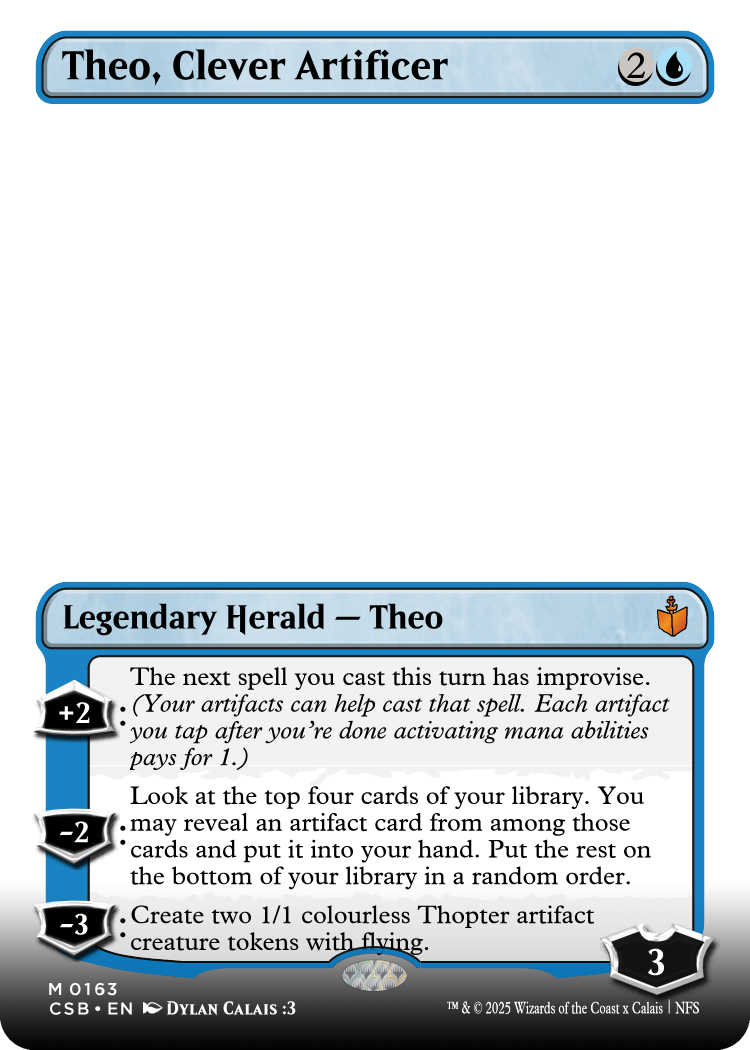 Theo, Clever Artificer 2
Legendary Herald — Theo
The next spell you cast this turn has improvise.
+2: (Your artifacts can help cast that spell. Each artifact
you tap after you're done activating mana abilities
pays for 1.)
Look at the top four cards of your library. You
−2: may reveal an artifact card from among those
cards and put it into your hand. Put the rest on
the bottom of your library in a random order.
−3: Create two 1/1 colourless Thopter artifact
creature tokens with flying.
3
M 0163
CSB • EN DYLAN CALAIS :3
™ & © 2025 Wizards of the Coast x Calais | NFS